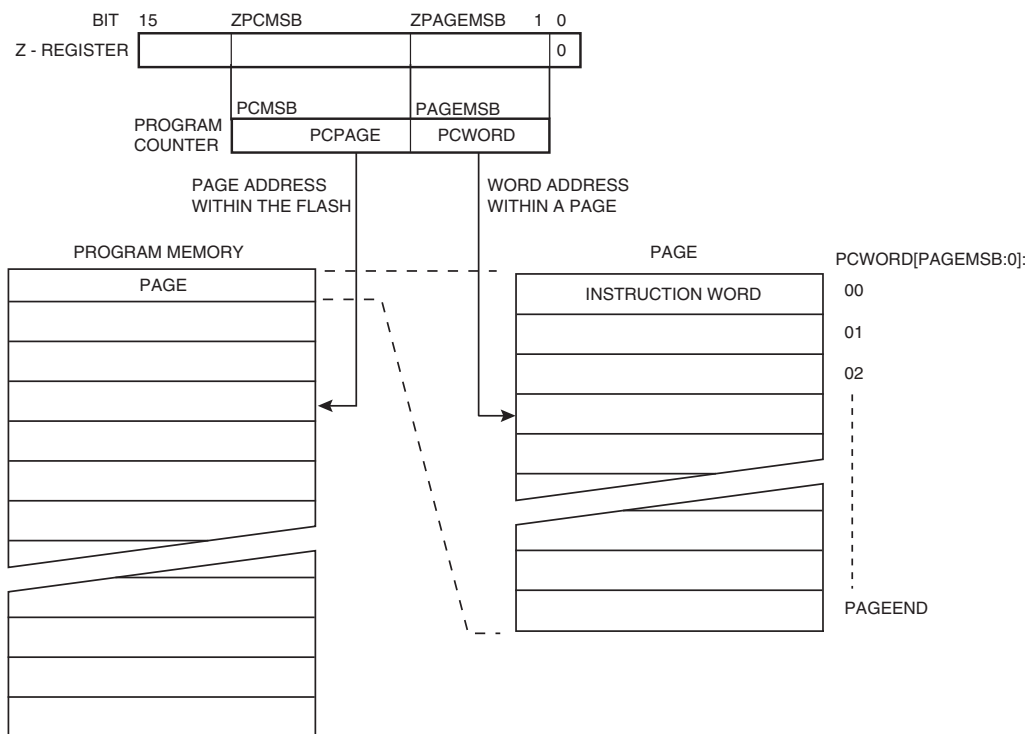 BIT 15 ZPCMSB ZPAGEMSB 1 0
Z - REGISTER 0
PCMSB PAGEMSB
PROGRAM
COUNTER
PCPAGE PCWORD
PAGE ADDRESS
WITHIN THE FLASH
WORD ADDRESS
WITHIN A PAGE
PROGRAM MEMORY
PAGE
PAGE
PCWORD[PAGEMSB:0]:
INSTRUCTION WORD
00
01
02
PAGEEND